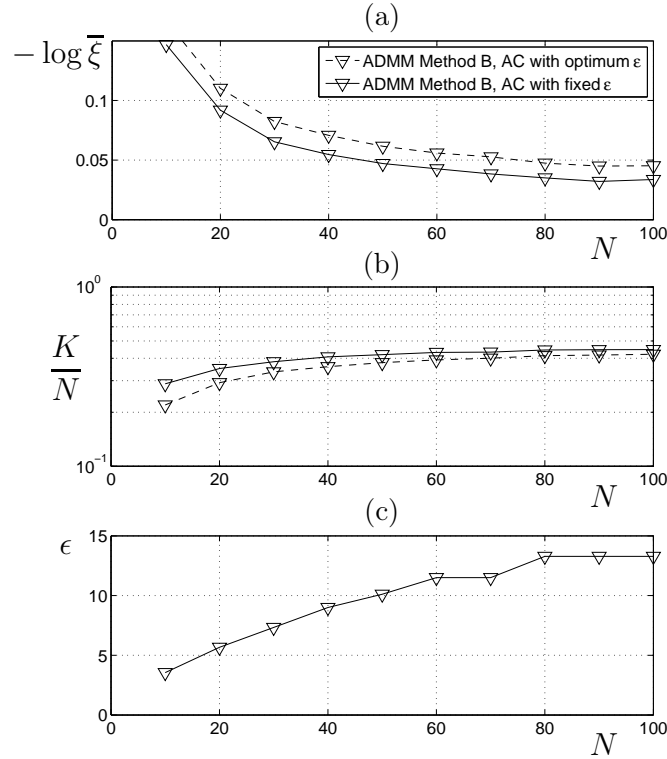 (a)
− log ξ̅
0.1
0.05
0
ADMM Method B, AC with optimum ε
ADMM Method B, AC with fixed ε
0 20 40 60 80 100
N
(b)
K/N
10⁰
10⁻¹
0 20 40 60 80 100
N
(c)
ϵ
15
10
5
0
0 20 40 60 80 100
N